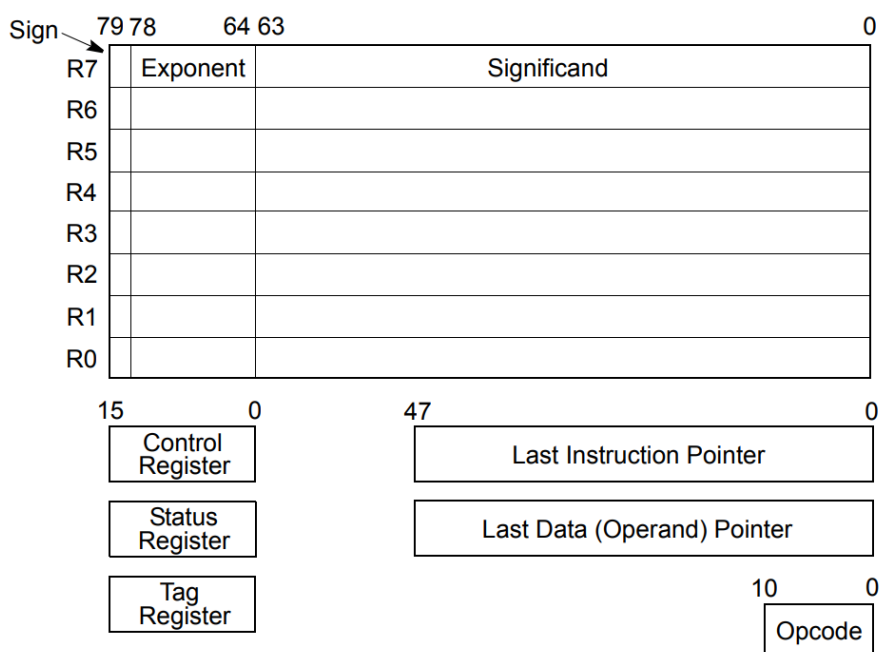 Sign 79 78 64 63 0
R7 Exponent Significand
R6
R5
R4
R3
R2
R1
R0
15 0 47 0
Control
Register
Last Instruction Pointer
Status
Register
Last Data (Operand) Pointer
Tag
Register
10 0
Opcode